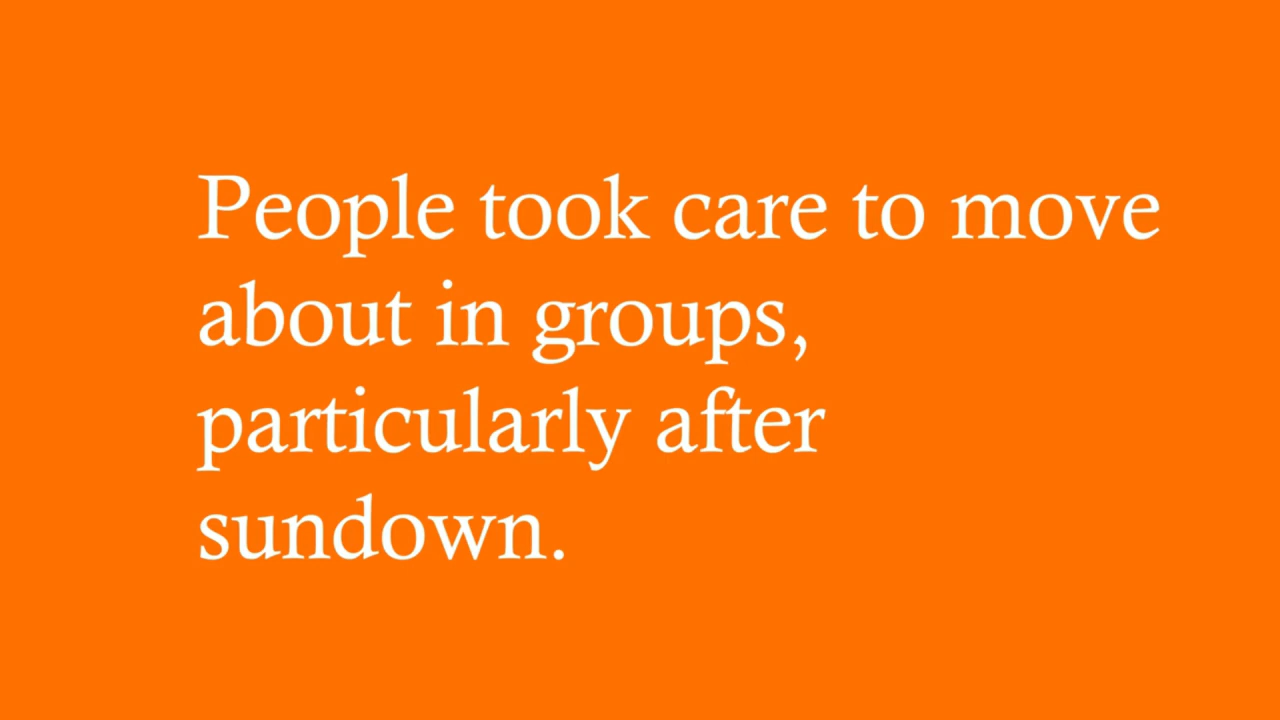 People took care to move
about in groups,
particularly after
sundown.